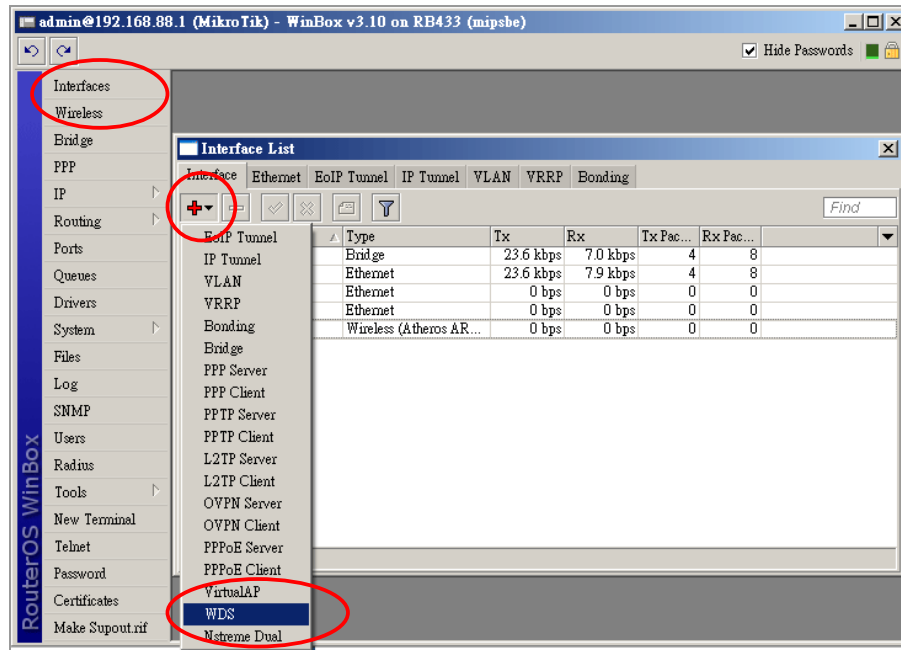 admin@192.168.88.1 (MikroTik) - WinBox v3.10 on RB433 (mipsbe)
Hide Passwords
RouterOS WinBox
Interfaces
Wireless
Bridge
PPP
IP
Routing
Ports
Queues
Drivers
System
Files
Log
SNMP
Users
Radius
Tools
New Terminal
Telnet
Password
Certificates
Make Supout.rif
Interface List
Interface Ethernet EoIP Tunnel IP Tunnel VLAN VRRP Bonding
Find
Type Tx Rx Tx Pac... Rx Pac...
Bridge 23.6 kbps 7.0 kbps 4 8
Ethernet 23.6 kbps 7.9 kbps 4 8
Ethernet 0 bps 0 bps 0 0
Ethernet 0 bps 0 bps 0 0
Wireless (Atheros AR... 0 bps 0 bps 0 0
EoIP Tunnel
IP Tunnel
VLAN
VRRP
Bonding
Bridge
PPP Server
PPP Client
PPTP Server
PPTP Client
L2TP Server
L2TP Client
OVPN Server
OVPN Client
PPPoE Server
PPPoE Client
VirtualAP
WDS
Nstreme Dual